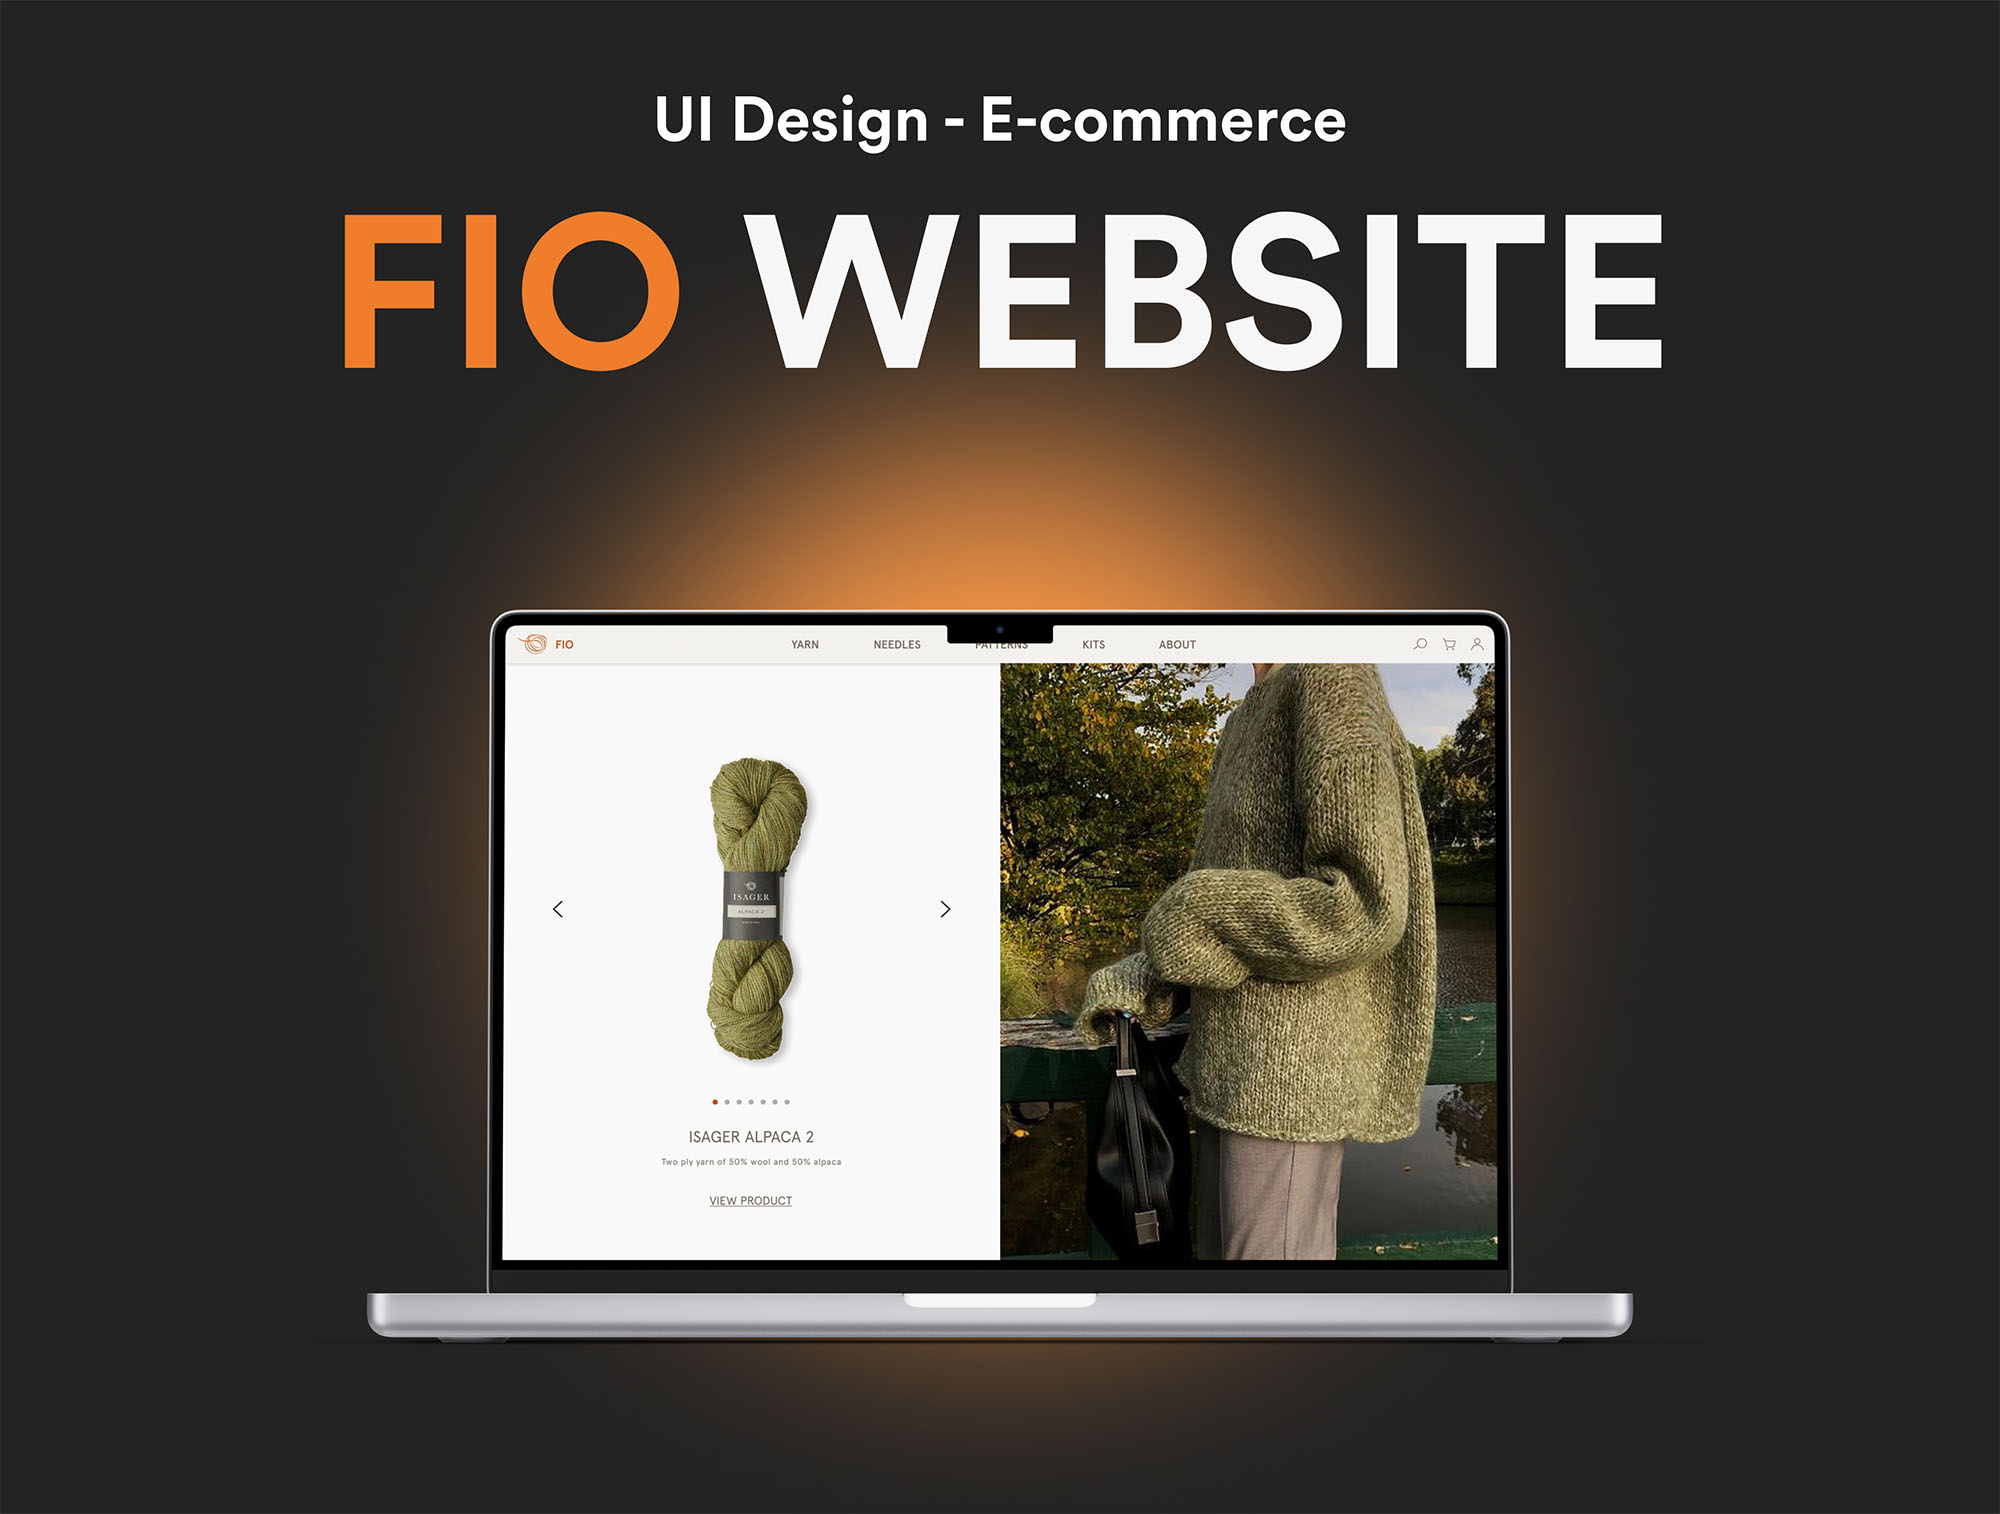 UI Design - E-commerce
FIO WEBSITE
FIO YARN NEEDLES PATTERNS KITS ABOUT
ISAGER
ALPACA 2
ISAGER ALPACA 2
Two ply yarn of 50% wool and 50% alpaca
VIEW PRODUCT